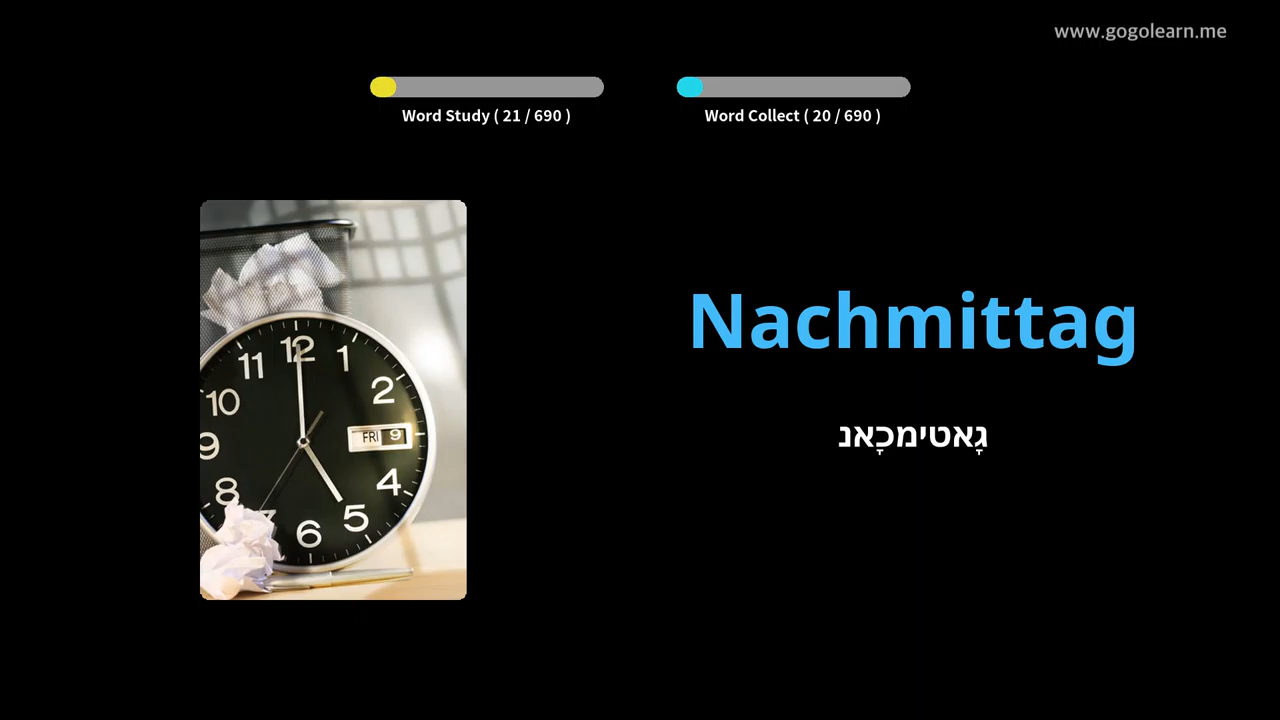 www.gogolearn.me
Word Study ( 21 / 690 )
Word Collect ( 20 / 690 )
12
11
1
10
2
9
FRI 9
8
4
7
5
6
Nachmittag
גָאטימכָאנ